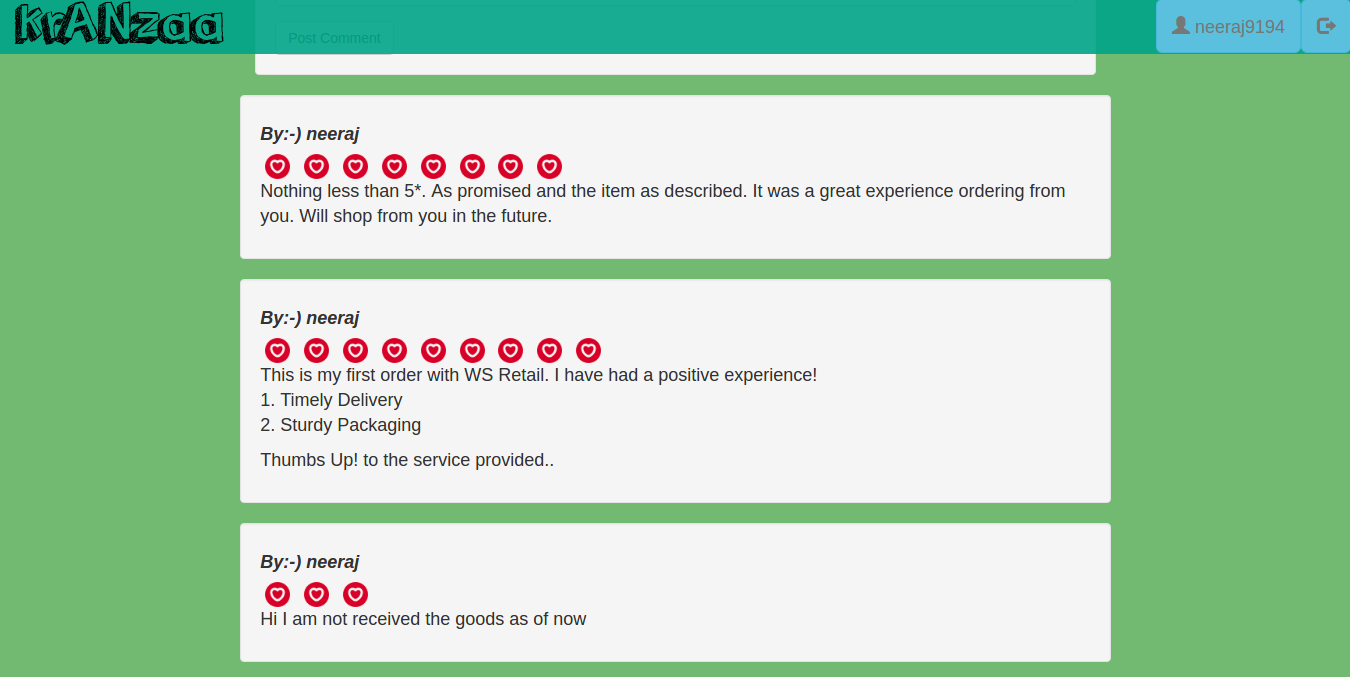 krANzaa
neeraj9194
Post Comment
By:-) neeraj
Nothing less than 5*. As promised and the item as described. It was a great experience ordering from
you. Will shop from you in the future.
By:-) neeraj
This is my first order with WS Retail. I have had a positive experience!
1. Timely Delivery
2. Sturdy Packaging
Thumbs Up! to the service provided..
By:-) neeraj
Hi I am not received the goods as of now